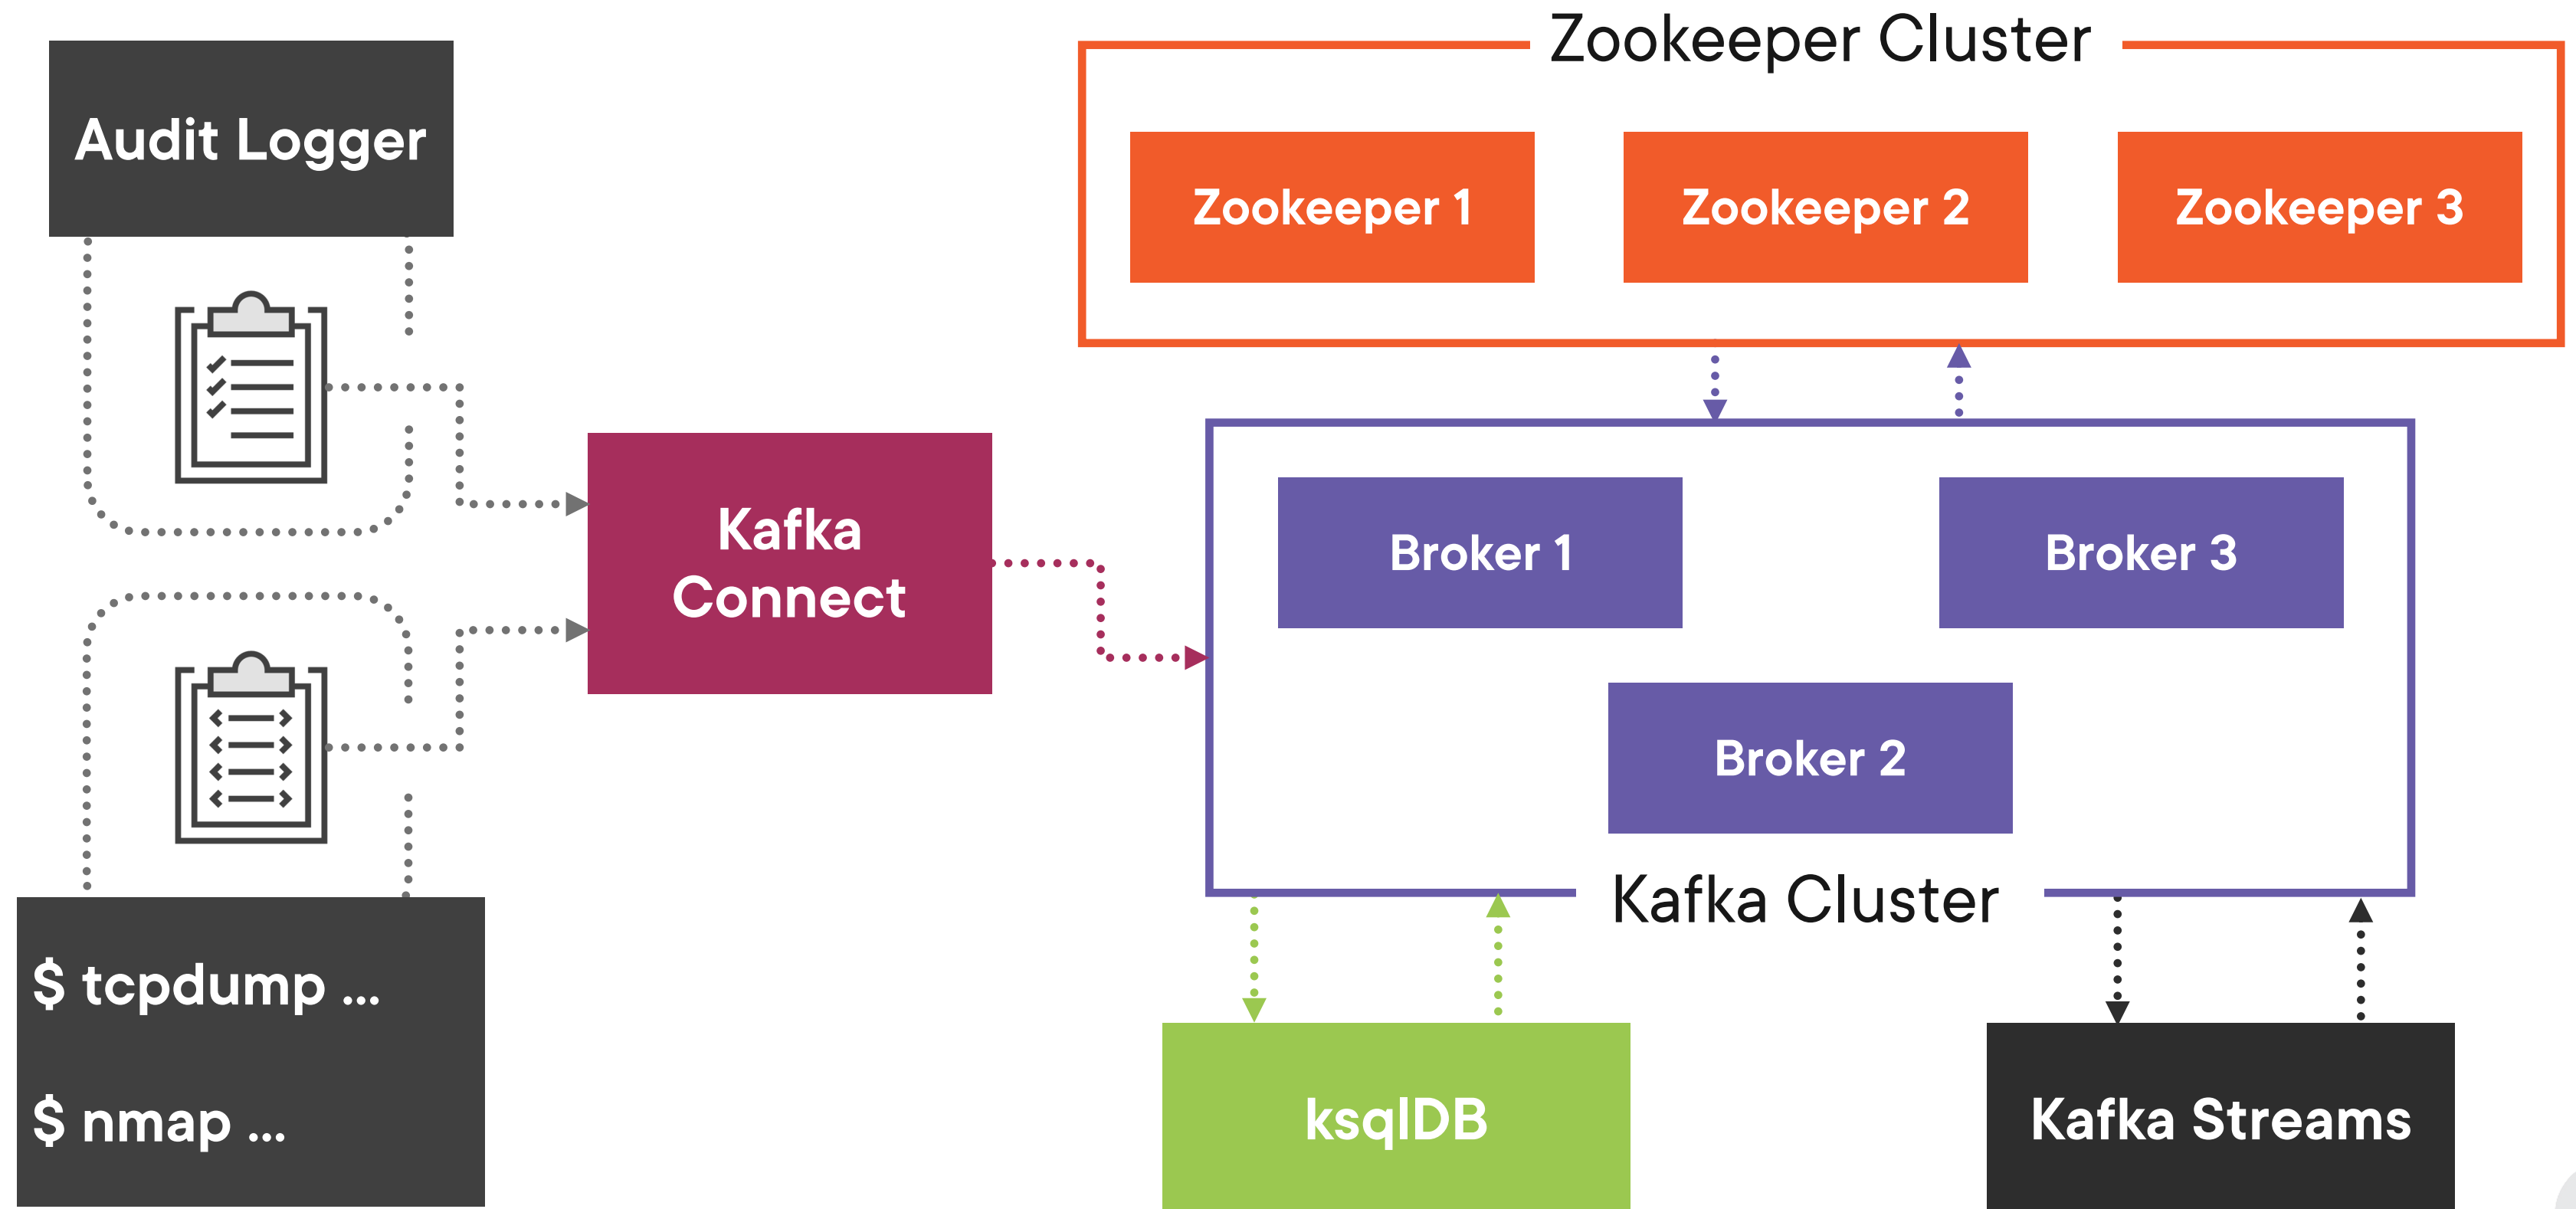 Zookeeper Cluster
Audit Logger
Zookeeper 1
Zookeeper 2
Zookeeper 3
Kafka
Connect
Broker 1
Broker 3
Broker 2
Kafka Cluster
$ tcpdump ...
$ nmap ...
ksqlDB
Kafka Streams